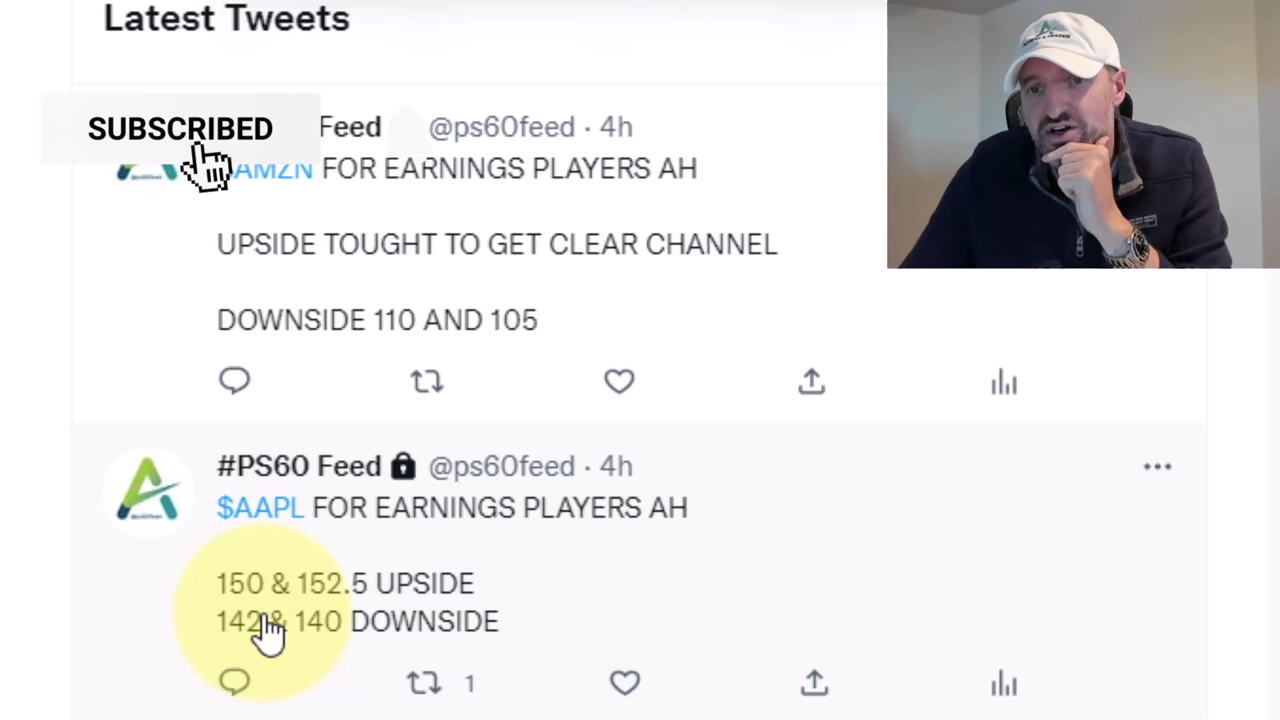 Latest Tweets
SUBSCRIBED
Feed @ps60feed · 4h
AMZN FOR EARNINGS PLAYERS AH
UPSIDE TOUGHT TO GET CLEAR CHANNEL
DOWNSIDE 110 AND 105
#PS60 Feed @ps60feed · 4h
$AAPL FOR EARNINGS PLAYERS AH
150 & 152.5 UPSIDE
142 & 140 DOWNSIDE
1